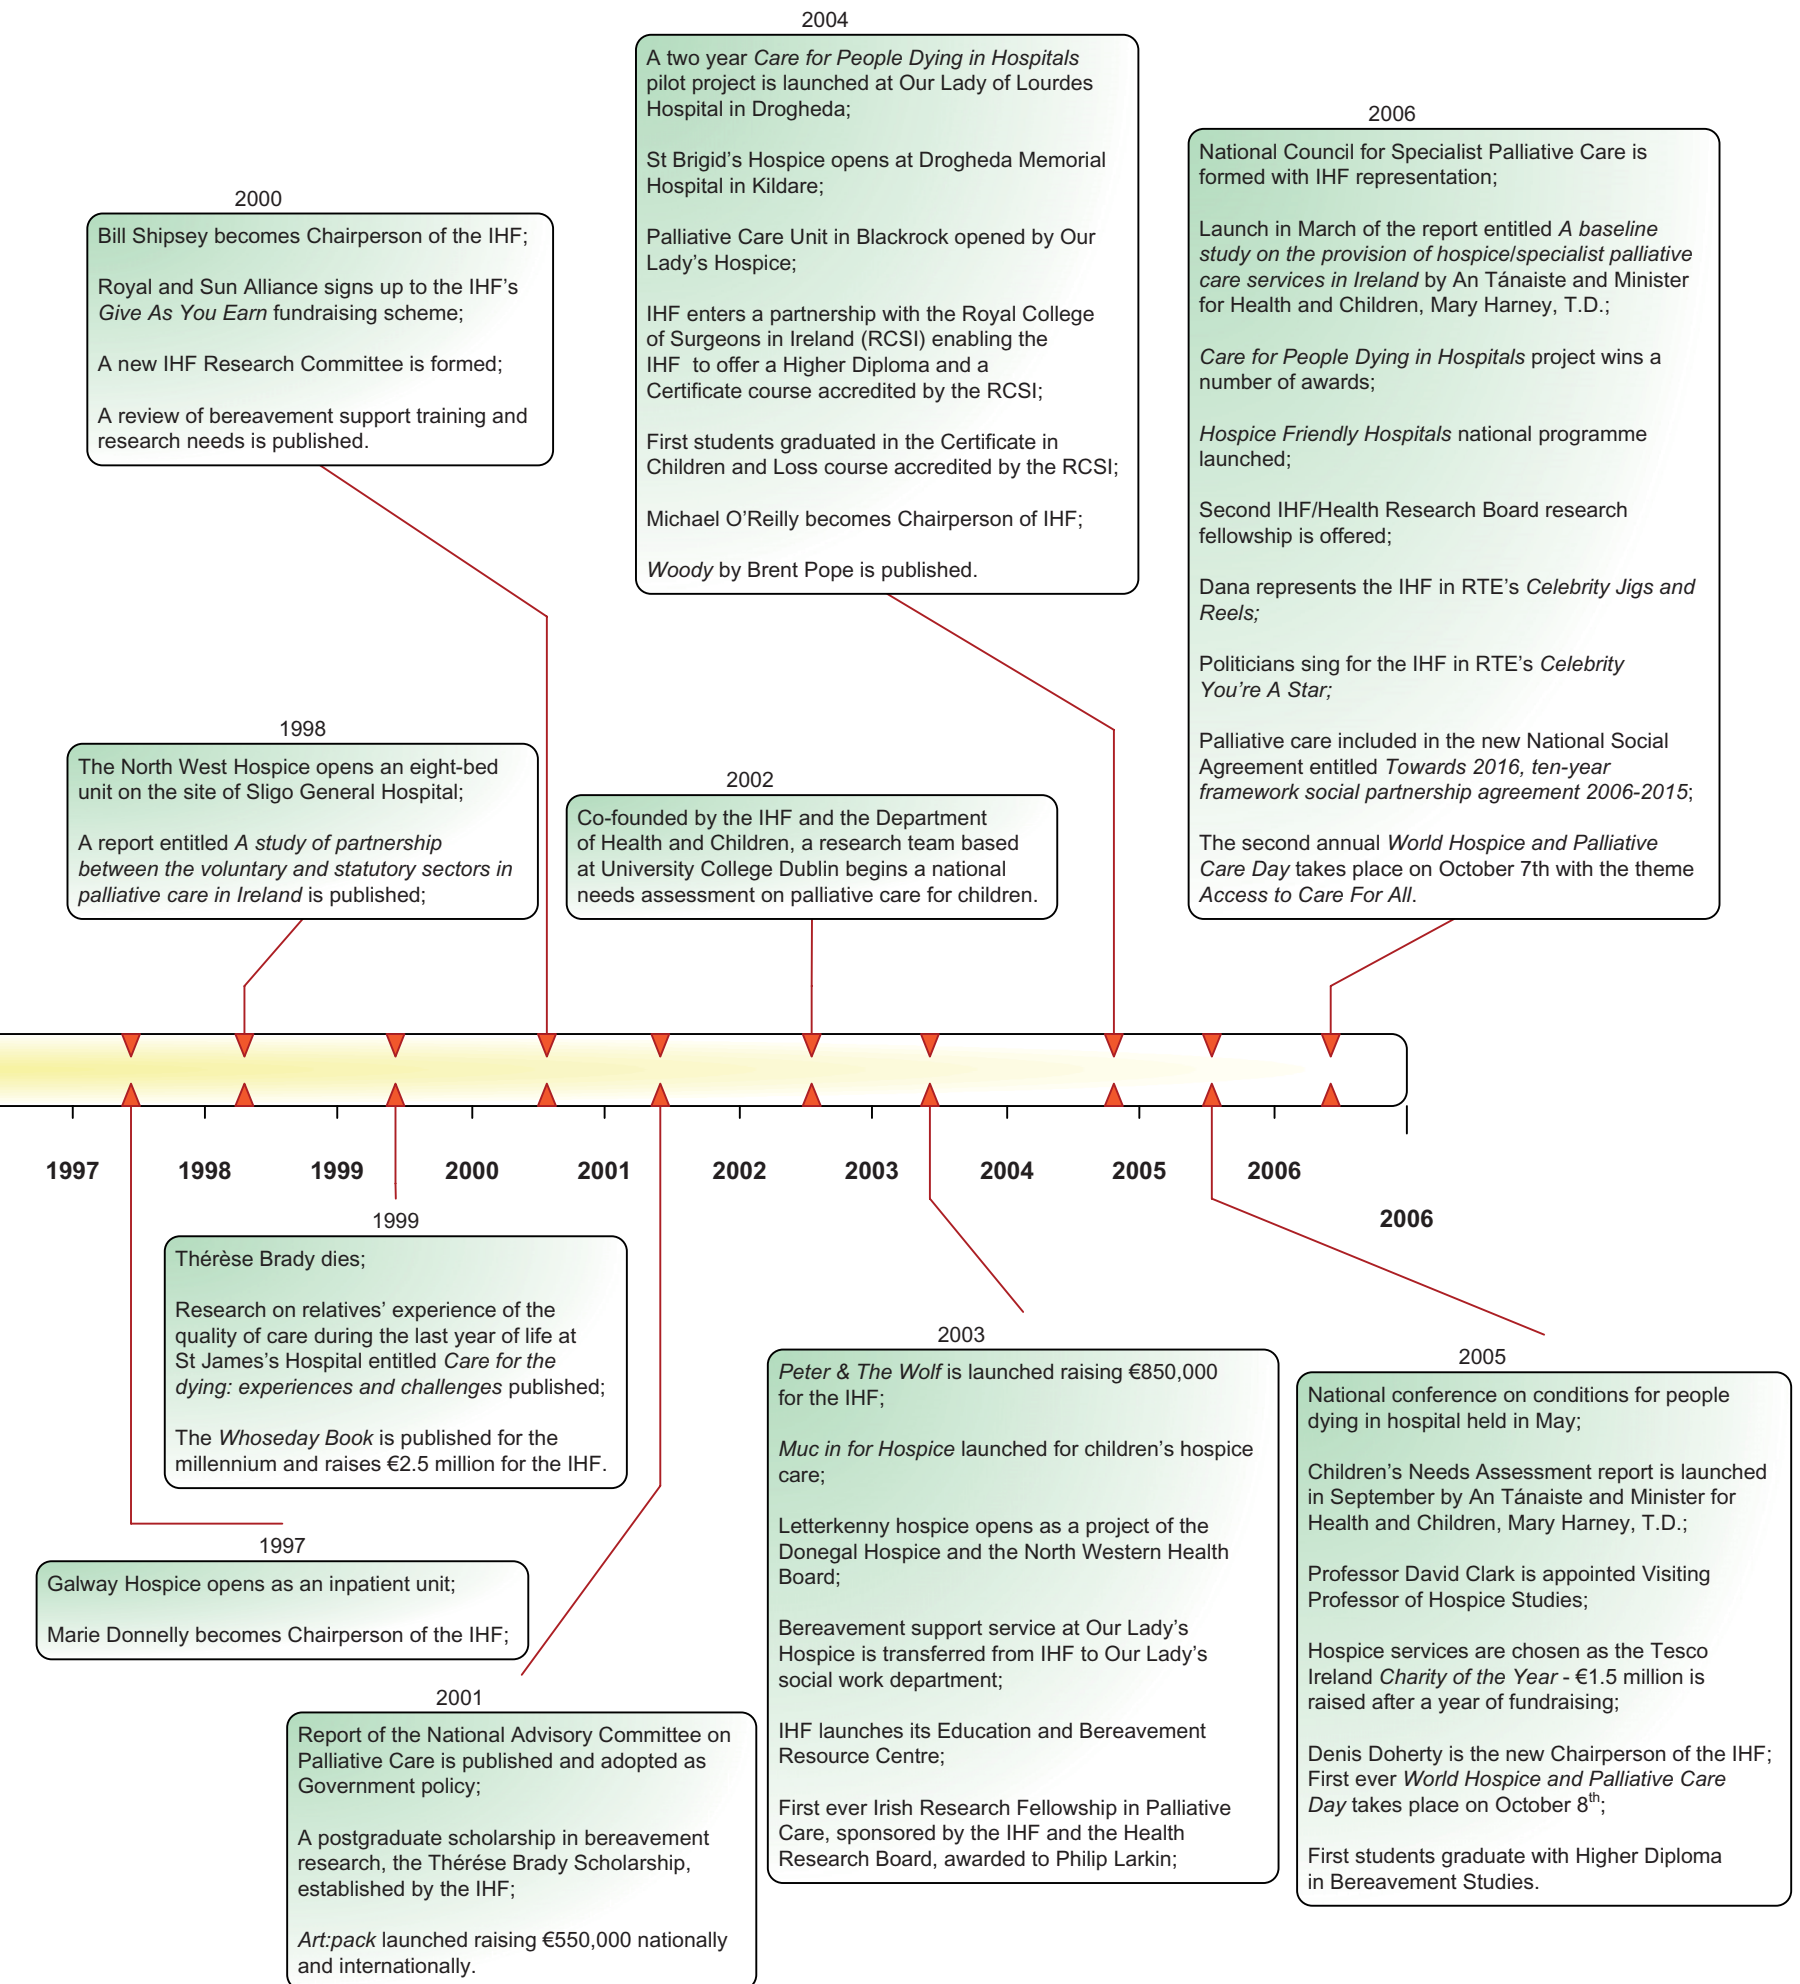 2004
A two year Care for People Dying in Hospitals
pilot project is launched at Our Lady of Lourdes
Hospital in Drogheda;
St Brigid’s Hospice opens at Drogheda Memorial
Hospital in Kildare;
Palliative Care Unit in Blackrock opened by Our
Lady’s Hospice;
IHF enters a partnership with the Royal College
of Surgeons in Ireland (RCSI) enabling the
IHF  to offer a Higher Diploma and a
Certificate course accredited by the RCSI;
First students graduated in the Certificate in
Children and Loss course accredited by the RCSI;
Michael O’Reilly becomes Chairperson of IHF;
Woody by Brent Pope is published.
2006
National Council for Specialist Palliative Care is
formed with IHF representation;
Launch in March of the report entitled A baseline
study on the provision of hospice/specialist palliative
care services in Ireland by An Tánaiste and Minister
for Health and Children, Mary Harney, T.D.;
Care for People Dying in Hospitals project wins a
number of awards;
Hospice Friendly Hospitals national programme
launched;
Second IHF/Health Research Board research
fellowship is offered;
Dana represents the IHF in RTE’s Celebrity Jigs and
Reels;
Politicians sing for the IHF in RTE’s Celebrity
You’re A Star;
Palliative care included in the new National Social
Agreement entitled Towards 2016, ten-year
framework social partnership agreement 2006-2015;
The second annual World Hospice and Palliative
Care Day takes place on October 7th with the theme
Access to Care For All.
2000
Bill Shipsey becomes Chairperson of the IHF;
Royal and Sun Alliance signs up to the IHF’s
Give As You Earn fundraising scheme;
A new IHF Research Committee is formed;
A review of bereavement support training and
research needs is published.
1998
The North West Hospice opens an eight-bed
unit on the site of Sligo General Hospital;
A report entitled A study of partnership
between the voluntary and statutory sectors in
palliative care in Ireland is published;
2002
Co-founded by the IHF and the Department
of Health and Children, a research team based
at University College Dublin begins a national
needs assessment on palliative care for children.
1997 1998 1999 2000 2001 2002 2003 2004 2005 2006
2006
1999
Thérèse Brady dies;
Research on relatives’ experience of the
quality of care during the last year of life at
St James’s Hospital entitled Care for the
dying: experiences and challenges published;
The Whoseday Book is published for the
millennium and raises €2.5 million for the IHF.
1997
Galway Hospice opens as an inpatient unit;
Marie Donnelly becomes Chairperson of the IHF;
2001
Report of the National Advisory Committee on
Palliative Care is published and adopted as
Government policy;
A postgraduate scholarship in bereavement
research, the Thérése Brady Scholarship,
established by the IHF;
Art:pack launched raising €550,000 nationally
and internationally.
2003
Peter & The Wolf is launched raising €850,000
for the IHF;
Muc in for Hospice launched for children’s hospice
care;
Letterkenny hospice opens as a project of the
Donegal Hospice and the North Western Health
Board;
Bereavement support service at Our Lady’s
Hospice is transferred from IHF to Our Lady’s
social work department;
IHF launches its Education and Bereavement
Resource Centre;
First ever Irish Research Fellowship in Palliative
Care, sponsored by the IHF and the Health
Research Board, awarded to Philip Larkin;
2005
National conference on conditions for people
dying in hospital held in May;
Children’s Needs Assessment report is launched
in September by An Tánaiste and Minister for
Health and Children, Mary Harney, T.D.;
Professor David Clark is appointed Visiting
Professor of Hospice Studies;
Hospice services are chosen as the Tesco
Ireland Charity of the Year - €1.5 million is
raised after a year of fundraising;
Denis Doherty is the new Chairperson of the IHF;
First ever World Hospice and Palliative Care
Day takes place on October 8th;
First students graduate with Higher Diploma
in Bereavement Studies.